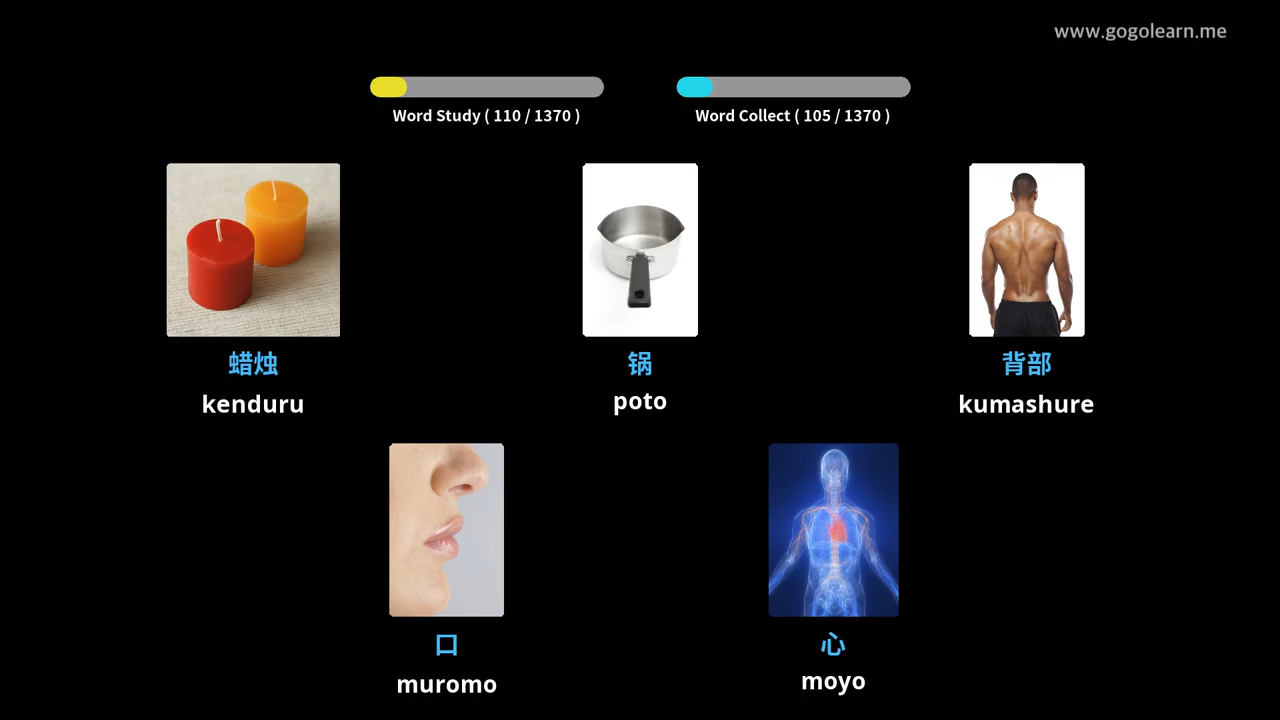 www.gogolearn.me
Word Study ( 110 / 1370 )
Word Collect ( 105 / 1370 )
蜡烛
kenduru
锅
poto
背部
kumashure
口
muromo
心
moyo